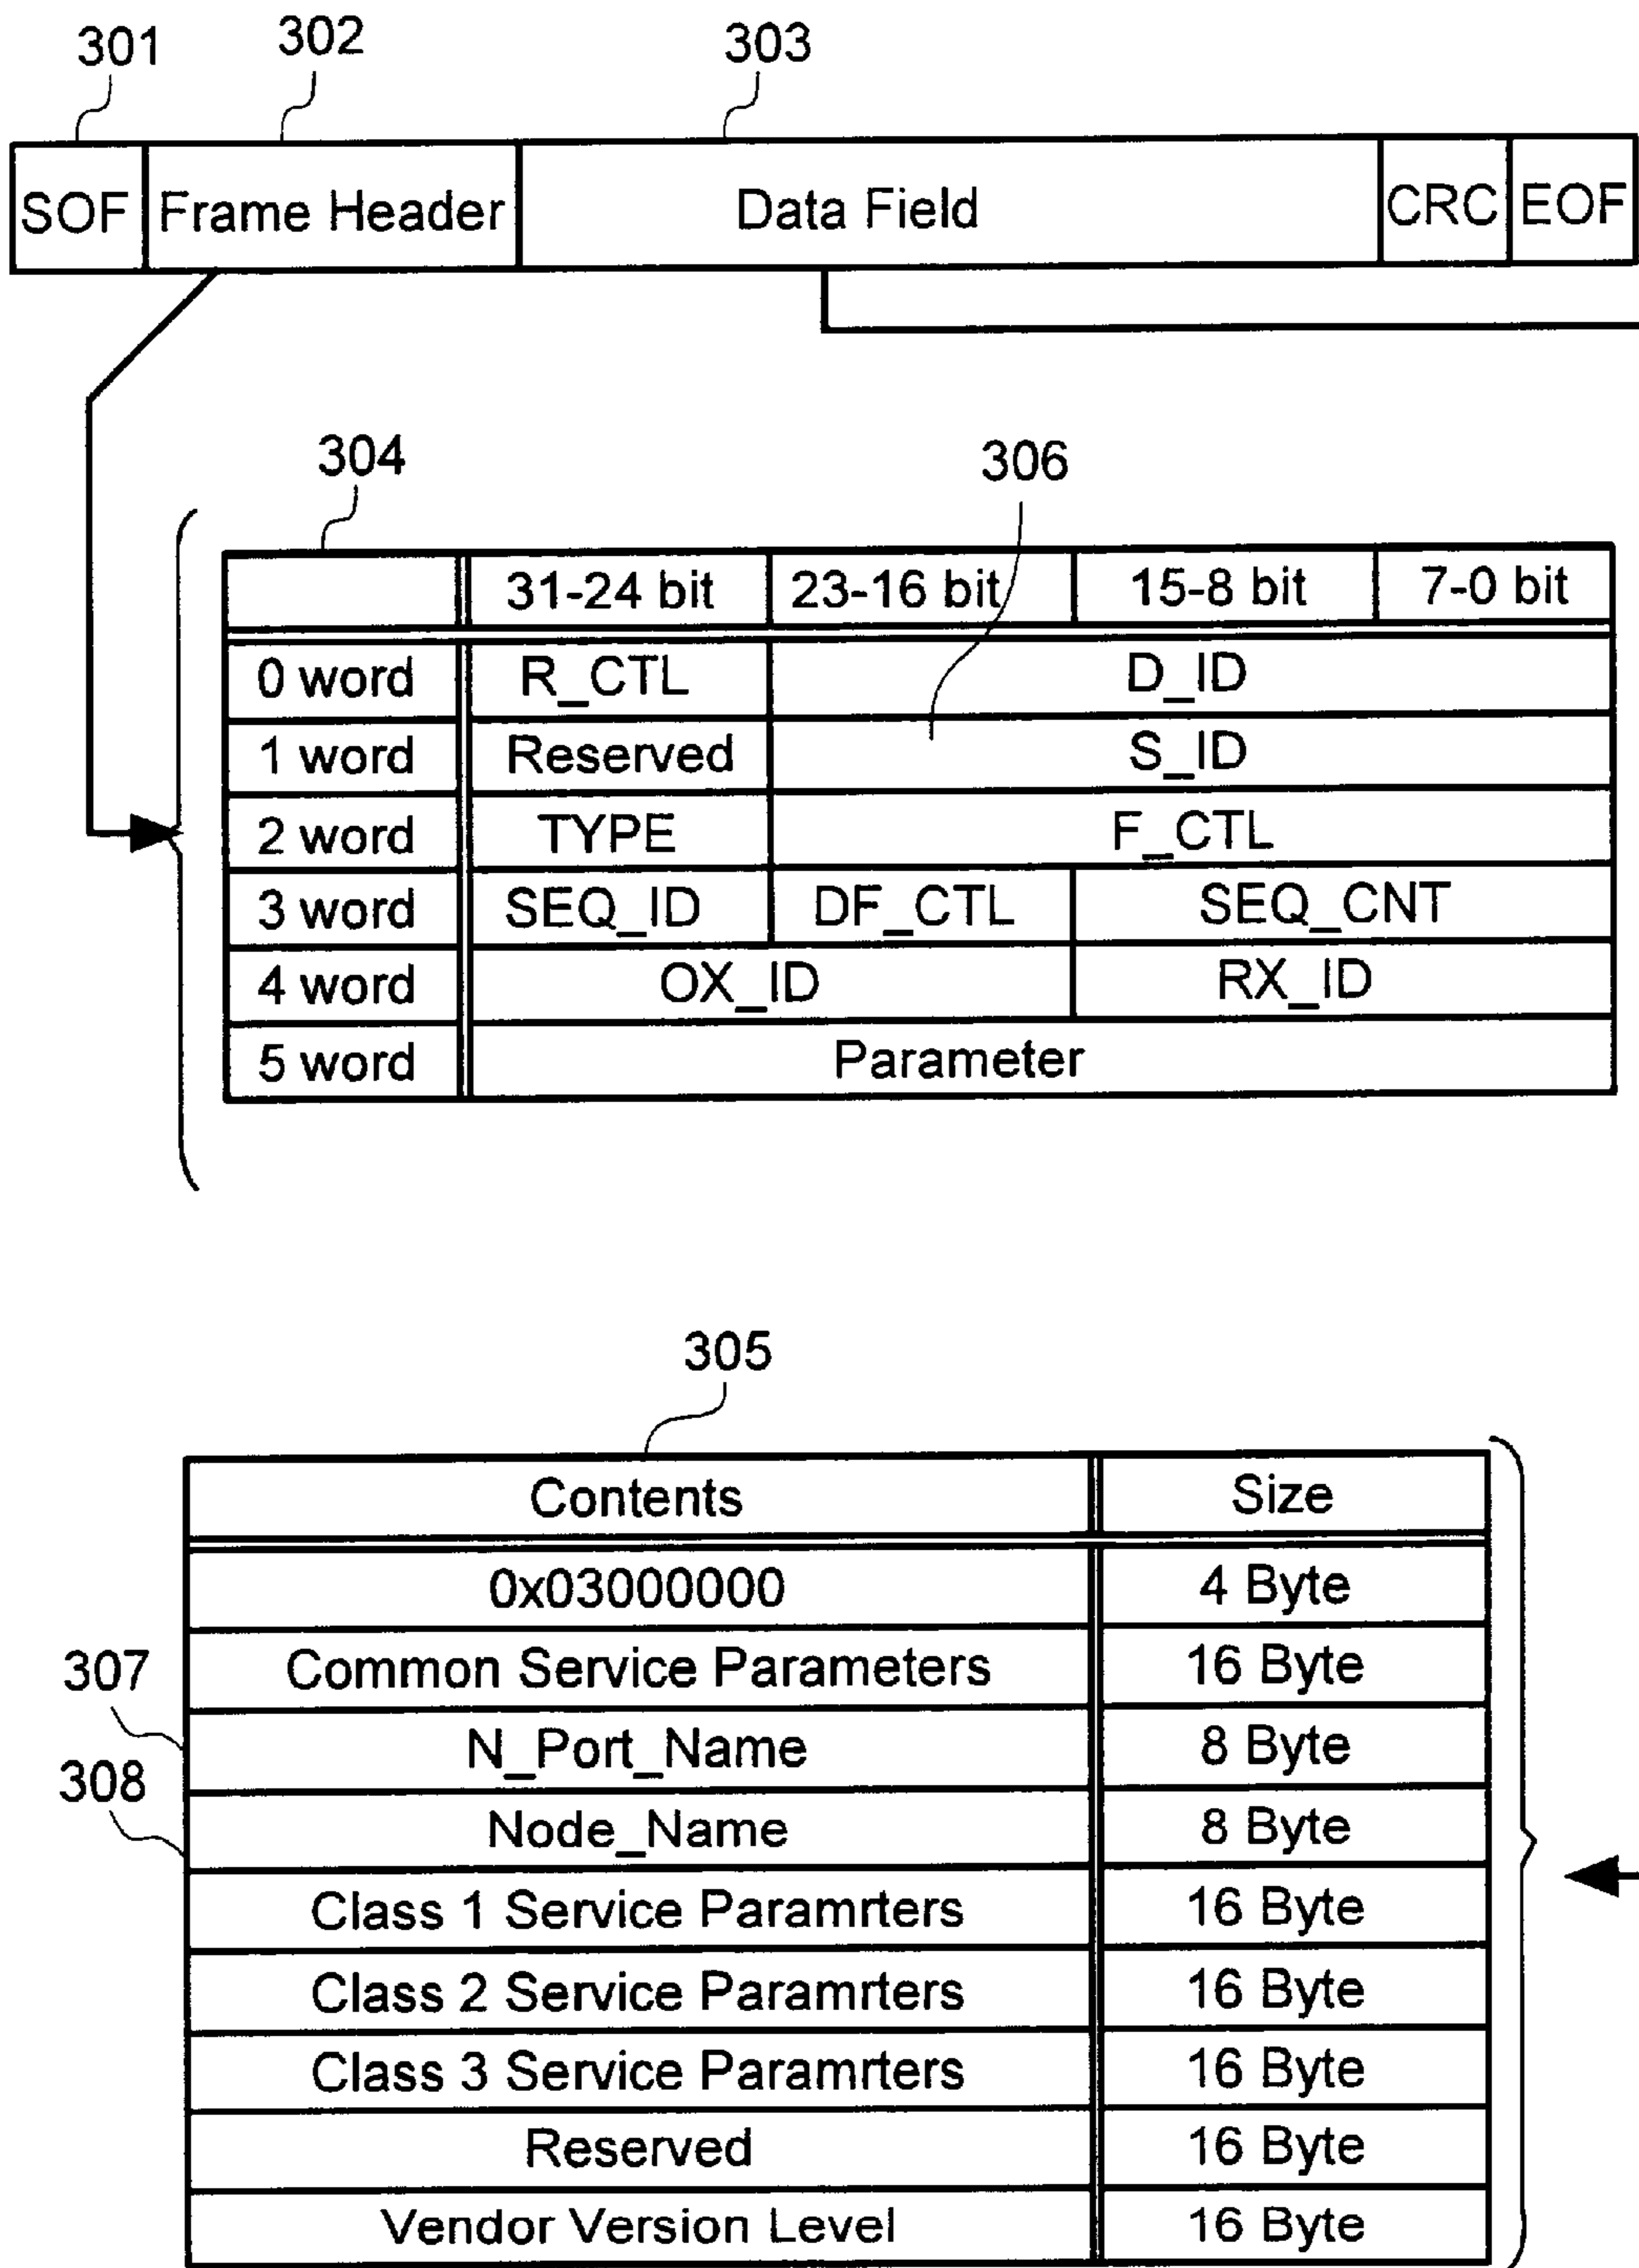 301 302 303
SOF Frame Header Data Field CRC EOF
304 306
31-24 bit 23-16 bit 15-8 bit 7-0 bit
0 word R_CTL D_ID
1 word Reserved S_ID
2 word TYPE F_CTL
3 word SEQ_ID DF_CTL SEQ_CNT
4 word OX_ID RX_ID
5 word Parameter
305
Contents Size
0x03000000 4 Byte
Common Service Parameters 16 Byte
307
N_Port_Name 8 Byte
308
Node_Name 8 Byte
Class 1 Service Paramrters 16 Byte
Class 2 Service Paramrters 16 Byte
Class 3 Service Paramrters 16 Byte
Reserved 16 Byte
Vendor Version Level 16 Byte